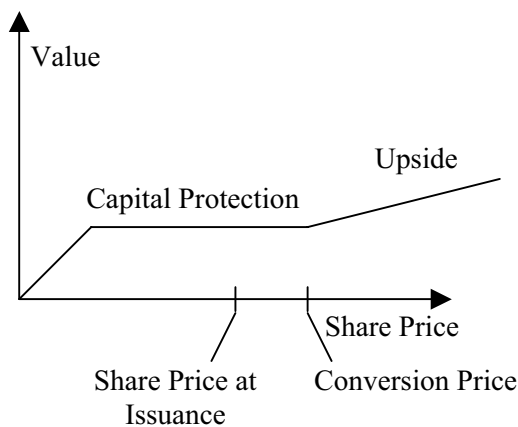 Value
Upside
Capital Protection
Share Price
Share Price at
Issuance
Conversion Price